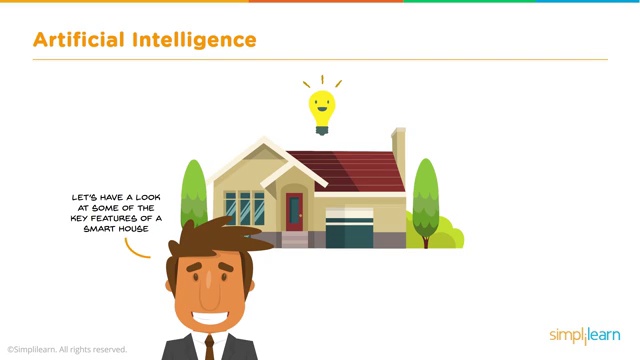 Artificial Intelligence
LET'S HAVE A LOOK
AT SOME OF THE
KEY FEATURES OF A
SMART HOUSE
©Simplilearn. All rights reserved.
simplilearn